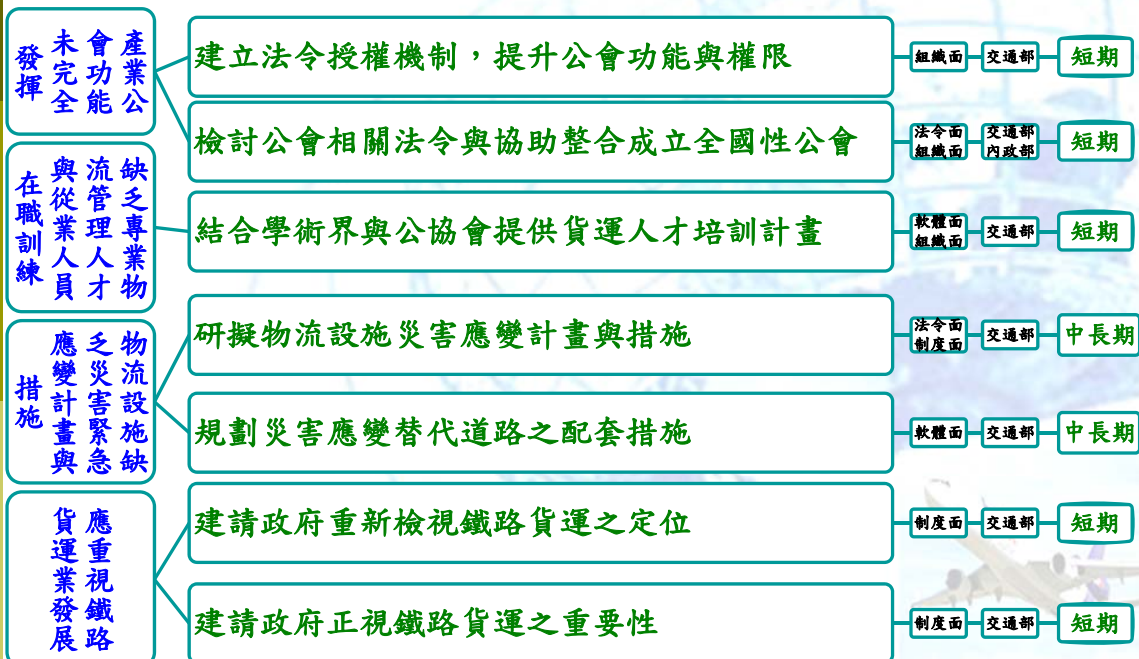 產業公
會功能
未完全
發揮
建立法令授權機制，提升公會功能與權限
組織面
交通部
短期
檢討公會相關法令與協助整合成立全國性公會
法令面
組織面
交通部
內政部
短期
缺乏專業物
流管理人才
與從業人員
在職訓練
結合學術界與公協會提供貨運人才培訓計畫
軟體面
組織面
交通部
短期
物流設施缺
乏災害緊急
應變計畫與
措施
研擬物流設施災害應變計畫與措施
法令面
制度面
交通部
中長期
規劃災害應變替代道路之配套措施
軟體面
交通部
中長期
應重視鐵路
貨運業發展
建請政府重新檢視鐵路貨運之定位
制度面
交通部
短期
建請政府正視鐵路貨運之重要性
制度面
交通部
短期